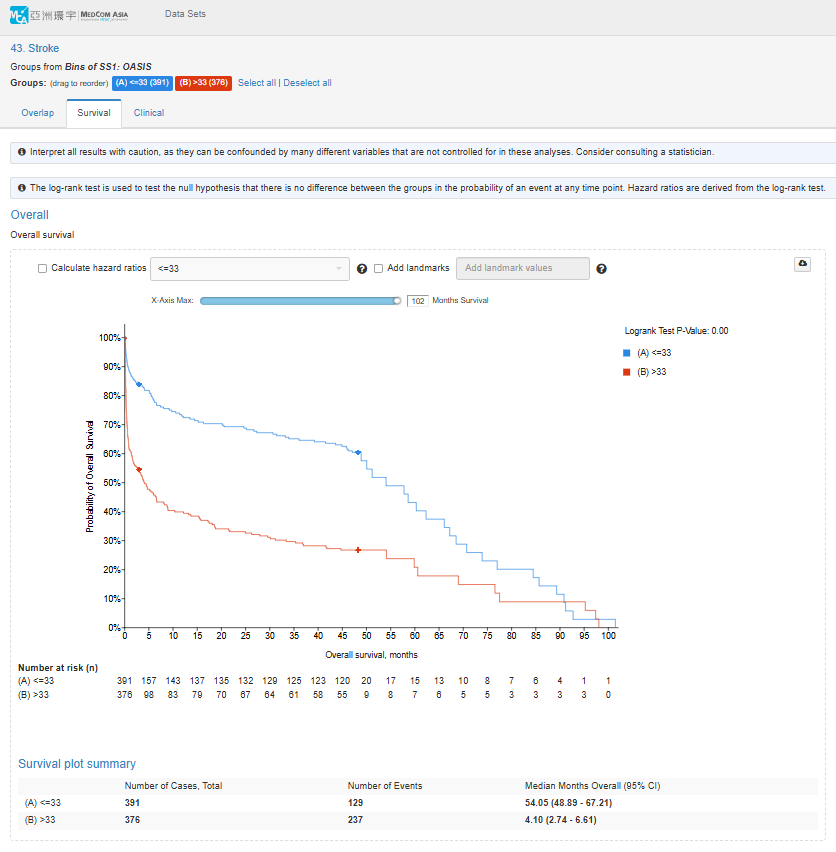 MCA 亞洲環宇 MEDCOM ASIA Data Sets
43. Stroke
Groups from Bins of SS1: OASIS
Groups: (drag to reorder) (A) <=33 (391) (B) >33 (376) Select all | Deselect all
Overlap Survival Clinical
Interpret all results with caution, as they can be confounded by many different variables that are not controlled for in these analyses. Consider consulting a statistician.
The log-rank test is used to test the null hypothesis that there is no difference between the groups in the probability of an event at any time point. Hazard ratios are derived from the log-rank test.
Overall
Overall survival
Calculate hazard ratios <=33 Add landmarks Add landmark values
X-Axis Max: 102 Months Survival
Logrank Test P-Value: 0.00
(A) <=33
(B) >33
Probability of Overall Survival
100%
90%
80%
70%
60%
50%
40%
30%
20%
10%
0%
0 5 10 15 20 25 30 35 40 45 50 55 60 65 70 75 80 85 90 95 100
Overall survival, months
Number at risk (n)
(A) <=33 391 157 143 137 135 132 129 125 123 120 20 17 15 13 10 8 7 6 4 1 1
(B) >33 376 98 83 79 70 67 64 61 58 55 9 8 7 6 5 5 3 3 3 3 0
Survival plot summary
Number of Cases, Total Number of Events Median Months Overall (95% CI)
(A) <=33 391 129 54.05 (48.89 - 67.21)
(B) >33 376 237 4.10 (2.74 - 6.61)